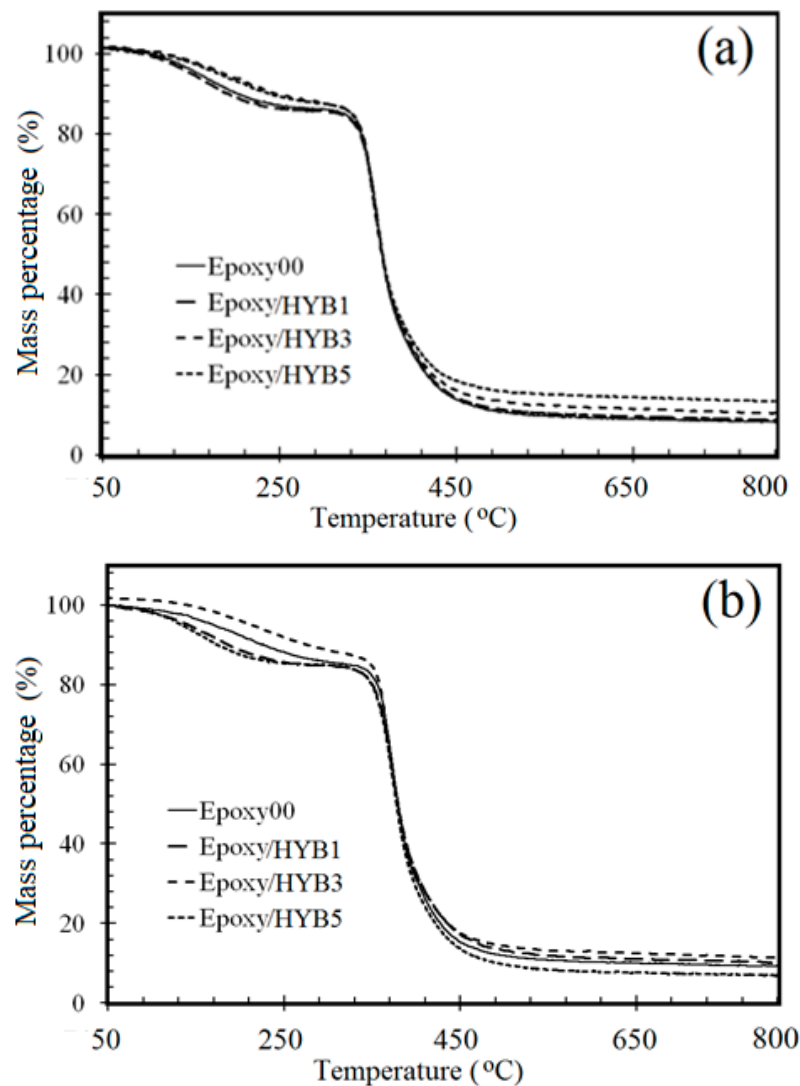 (a)
100
80
60
40
20
0
Mass percentage (%)
Epoxy00
Epoxy/HYB1
Epoxy/HYB3
Epoxy/HYB5
50 250 450 650 800
Temperature (ºC)
(b)
100
80
60
40
20
0
Mass percentage (%)
Epoxy00
Epoxy/HYB1
Epoxy/HYB3
Epoxy/HYB5
50 250 450 650 800
Temperature (ºC)